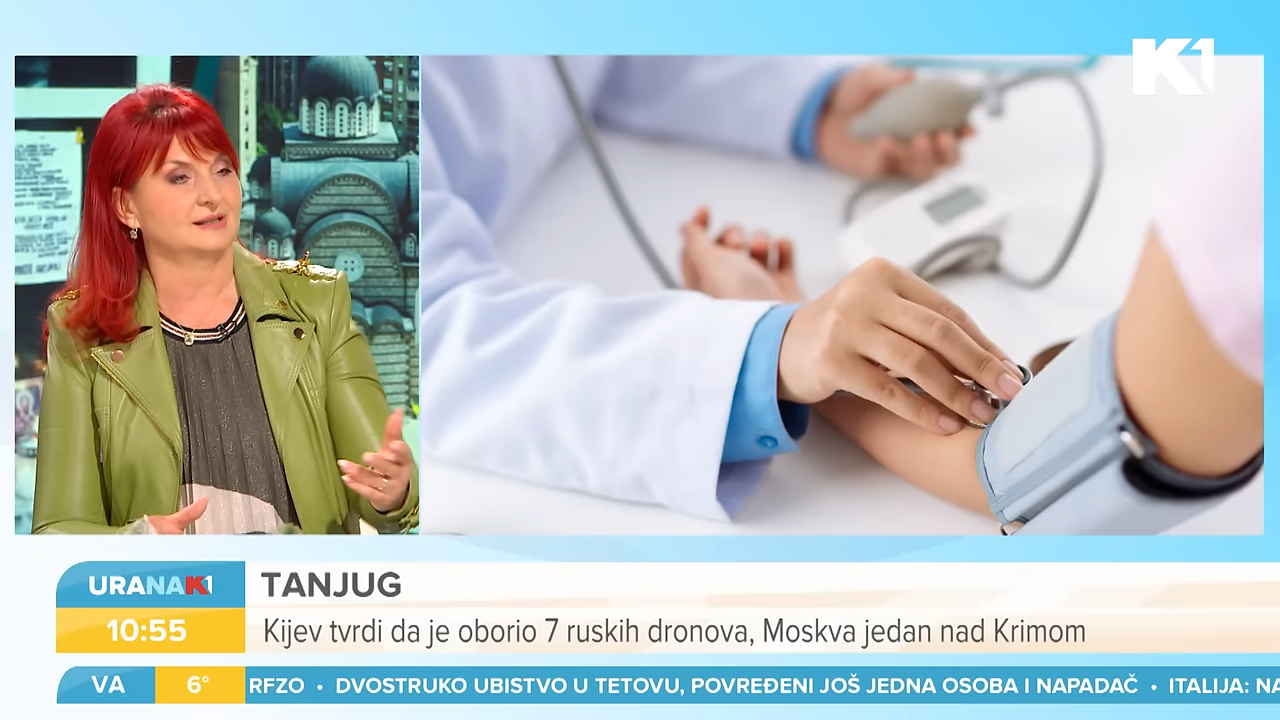 K1
URANAK1
TANJUG
10:55
Kijev tvrdi da je oborio 7 ruskih dronova, Moskva jedan nad Krimom
VA 6° RFZO • DVOSTRUKO UBISTVO U TETOVU, POVREĐENI JOŠ JEDNA OSOBA I NAPADAČ • ITALIJA: NA